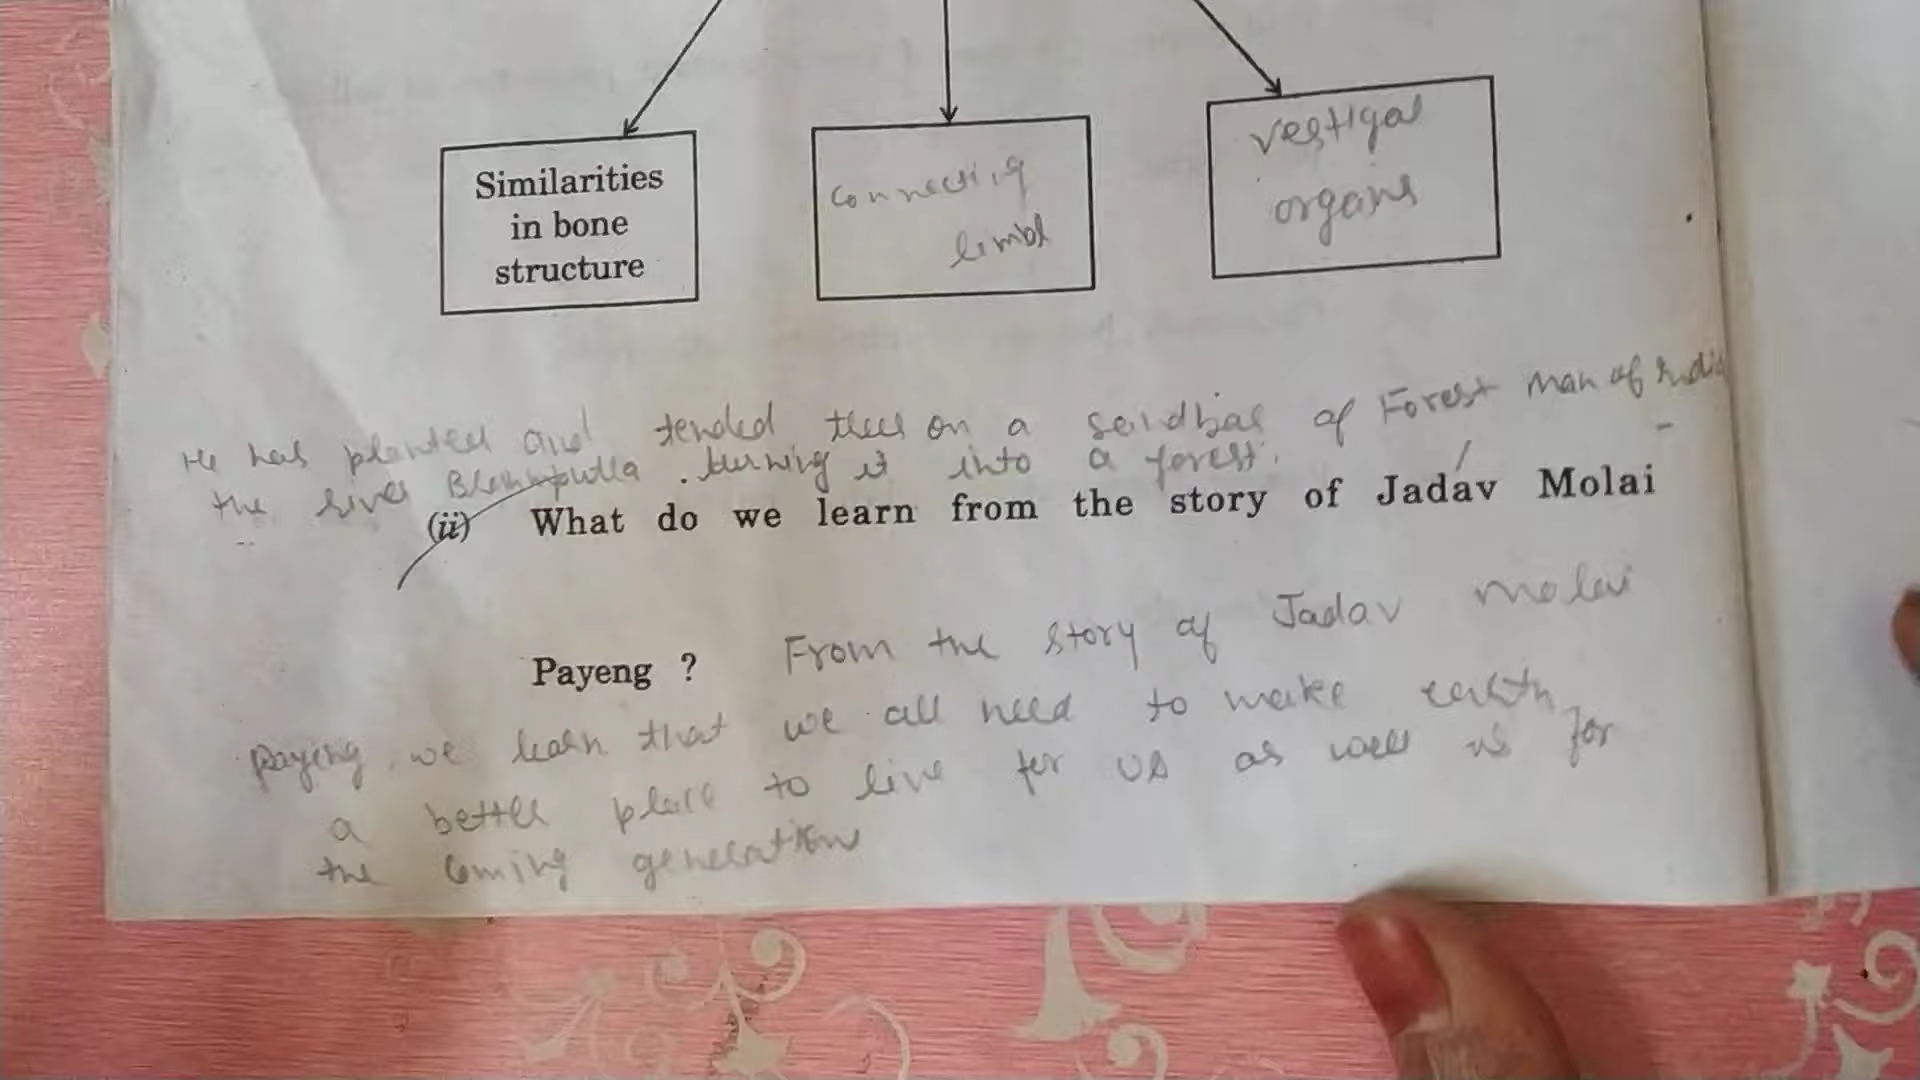 Similarities
in bone
structure
Connecting
limbs
vestigal
organs
He has planted and tended trees on a sandbar of Forest Man of India
the river turning it into a forest.
(ii) What do we learn from the story of Jadav Molai
Payeng ? From the story of Jadav molai
Payeng, we learn that we all need to make earth
a better place to live for us as well as for
the coming generation